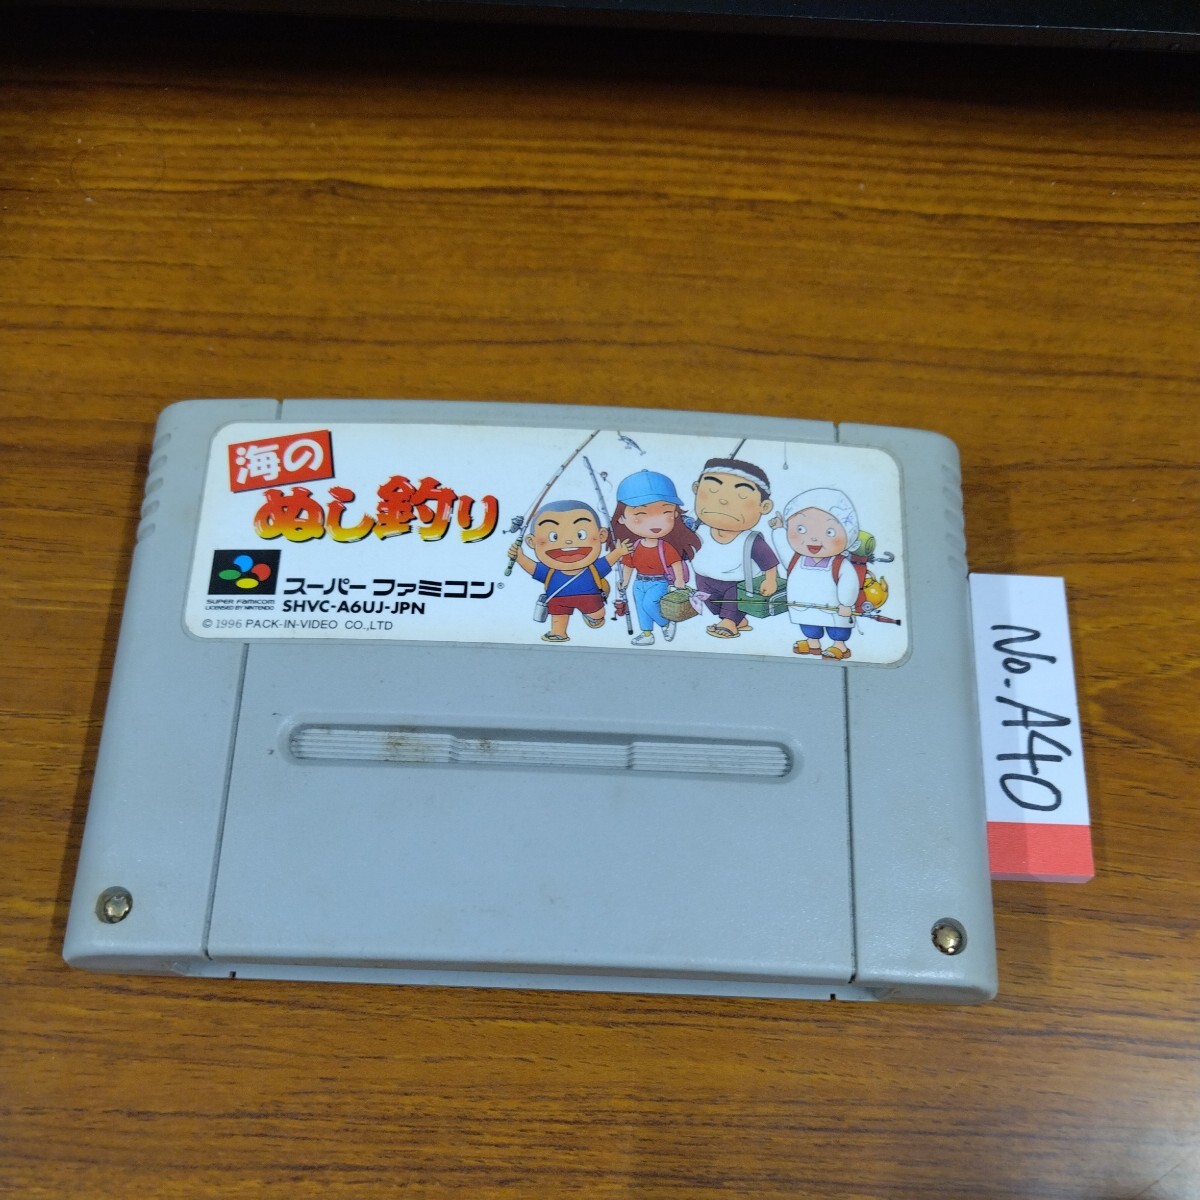 海の
ぬし釣り
SUPER FAMICOM
LICENSED BY NINTENDO
スーパーファミコン®
SHVC-A6UJ-JPN
© 1996 PACK-IN-VIDEO CO.,LTD
No.A40